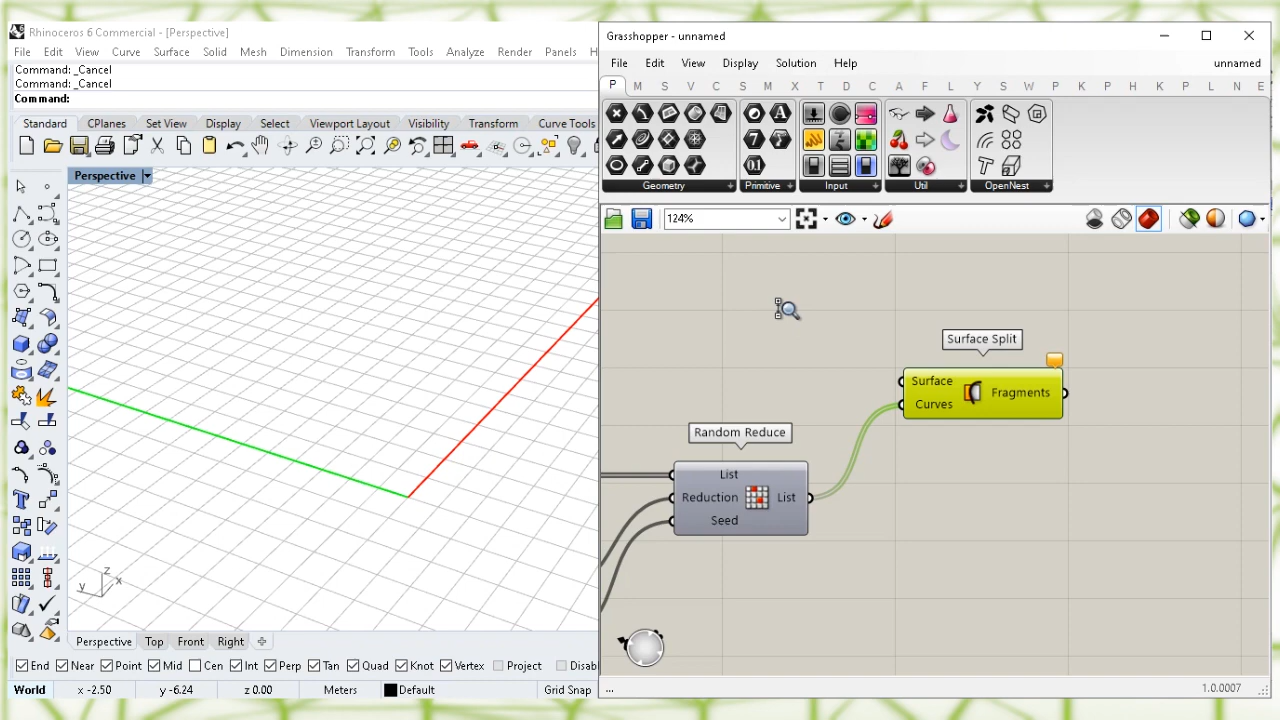 Rhinoceros 6 Commercial - [Perspective]
File Edit View Curve Surface Solid Mesh Dimension Transform Tools Analyze Render Panels H
Command: _Cancel
Command: _Cancel
Command:
Standard CPlanes Set View Display Select Viewport Layout Visibility Transform Curve Tools
Perspective
z
y x
Perspective Top Front Right
End Near Point Mid Cen Int Perp Tan Quad Knot Vertex Project Disab
World x -2.50 y -6.24 z 0.00 Meters Default Grid Snap
Grasshopper - unnamed
File Edit View Display Solution Help unnamed
P M S V C S M X T D C A F L Y S W P K P H K P L N E
Geometry Primitive Input Util OpenNest
124%
Surface Split
Surface
Curves
Fragments
Random Reduce
List
Reduction
Seed
List
... 1.0.0007